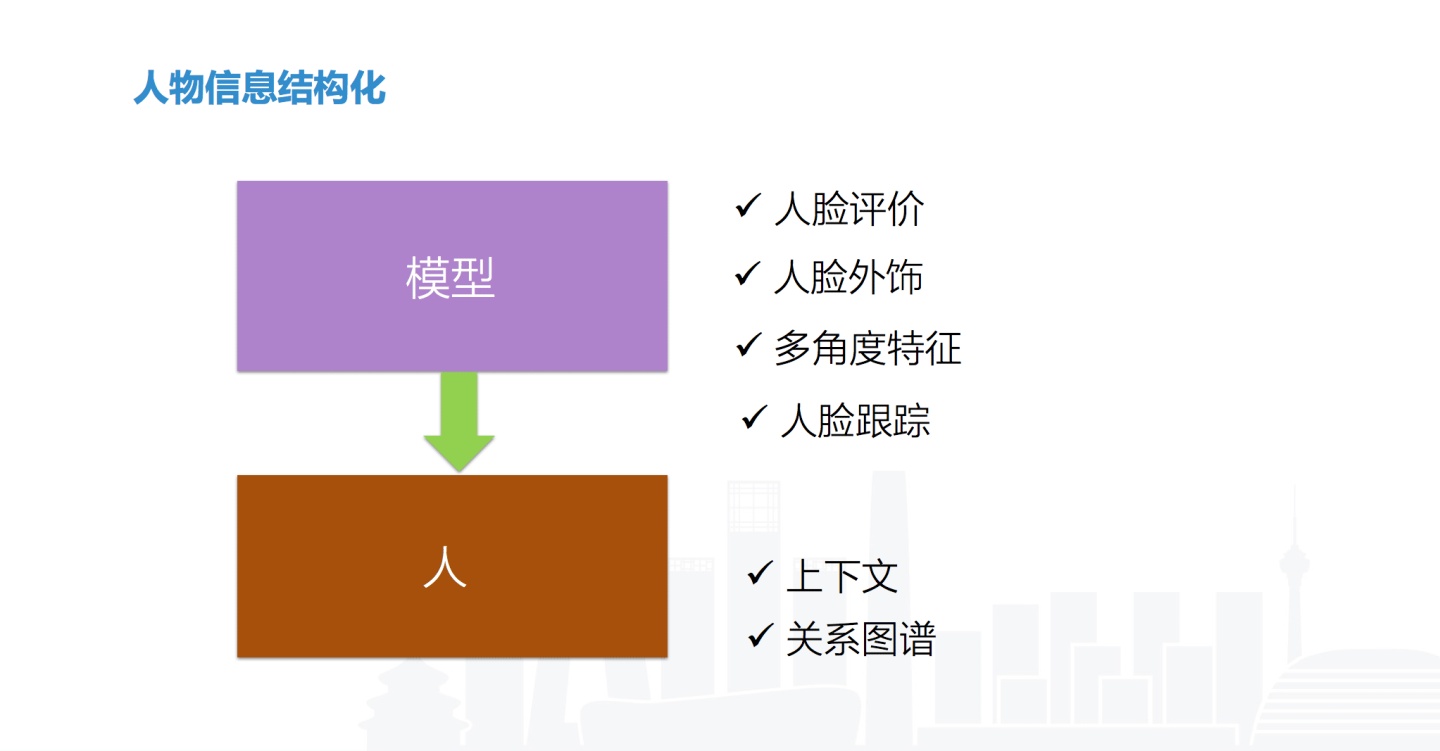 人物信息结构化
模型
✓ 人脸评价
✓ 人脸外饰
✓ 多角度特征
✓ 人脸跟踪
人
✓ 上下文
✓ 关系图谱